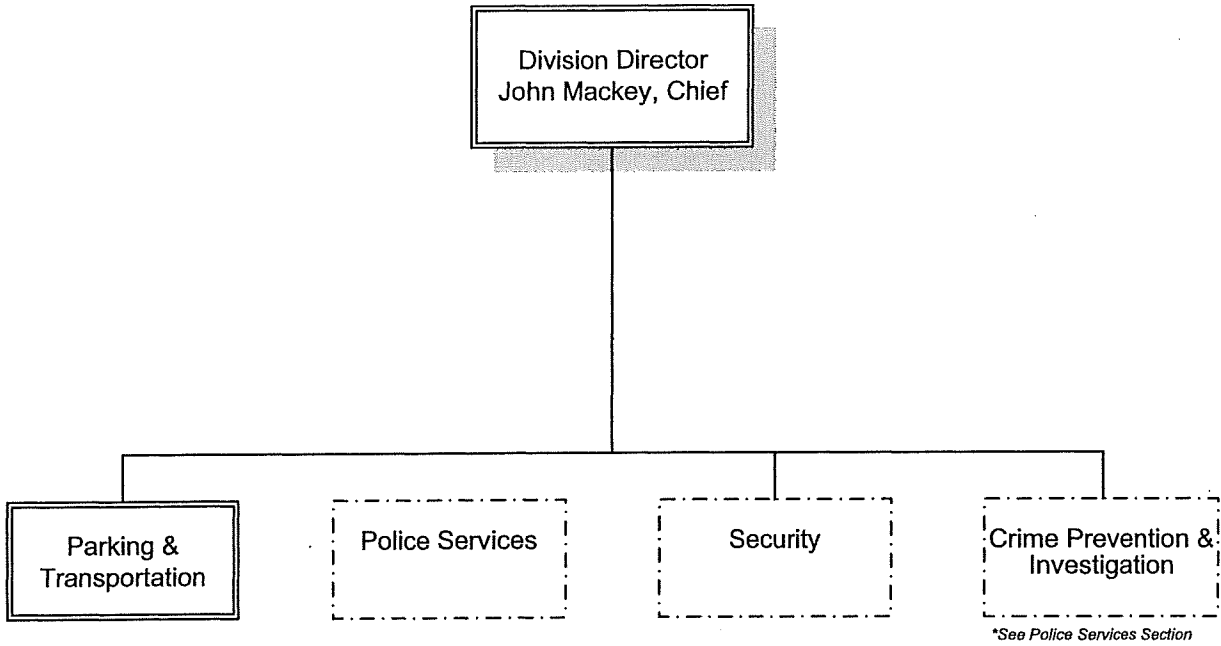 Division Director
John Mackey, Chief
Parking &
Transportation
Police Services
Security
Crime Prevention &
Investigation
*See Police Services Section